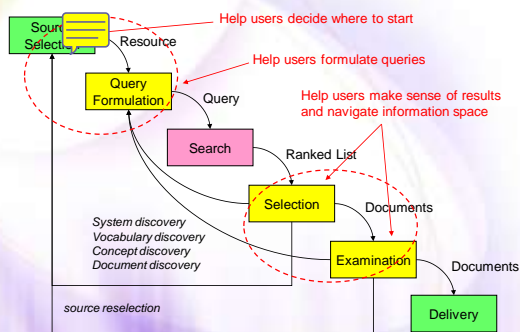 Help users decide where to start
Sour
Selection
Resource
Help users formulate queries
Query
Formulation
Query
Help users make sense of results
and navigate information space
Search
Ranked List
Selection
Documents
System discovery
Vocabulary discovery
Concept discovery
Document discovery
Examination
Documents
source reselection
Delivery